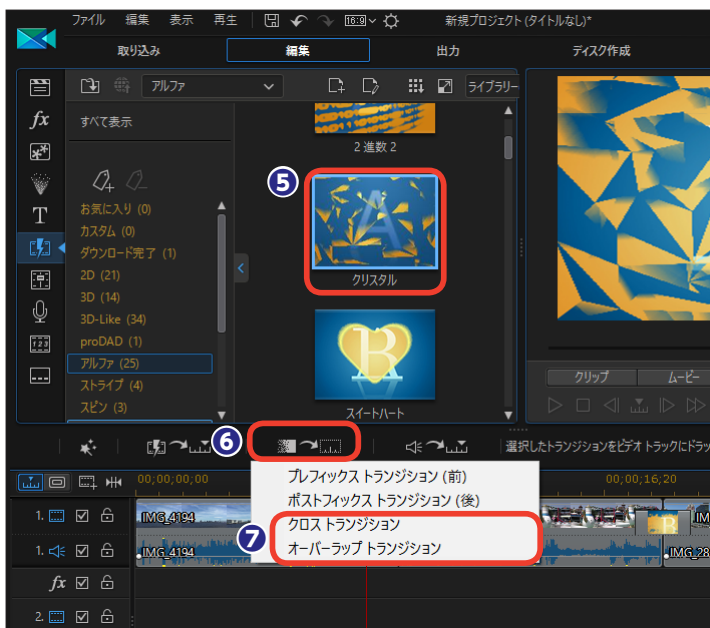 ファイル 編集 表示 再生 16:9 新規プロジェクト (タイトルなし)*
取り込み 編集 出力 ディスク作成
アルファ ライブラリー
すべて表示
2 進数 2
お気に入り (0)
カスタム (0)
ダウンロード完了 (1)
2D (21)
3D (14)
3D-Like (34)
proDAD (1)
アルファ (25)
ストライプ (4)
スピン (3)
fx
T
123
⑤
A
クリスタル
B
スイートハート
クリップ ムービー
⑥
選択したトランジションをビデオ トラックにドラッ
00;00;00;00 00;00;16;20
プレフィックス トランジション (前)
ポストフィックス トランジション (後)
クロス トランジション
オーバーラップ トランジション
⑦
1. IMG_4194 IM
1. IMG_4194 IMG_28
fx
2.